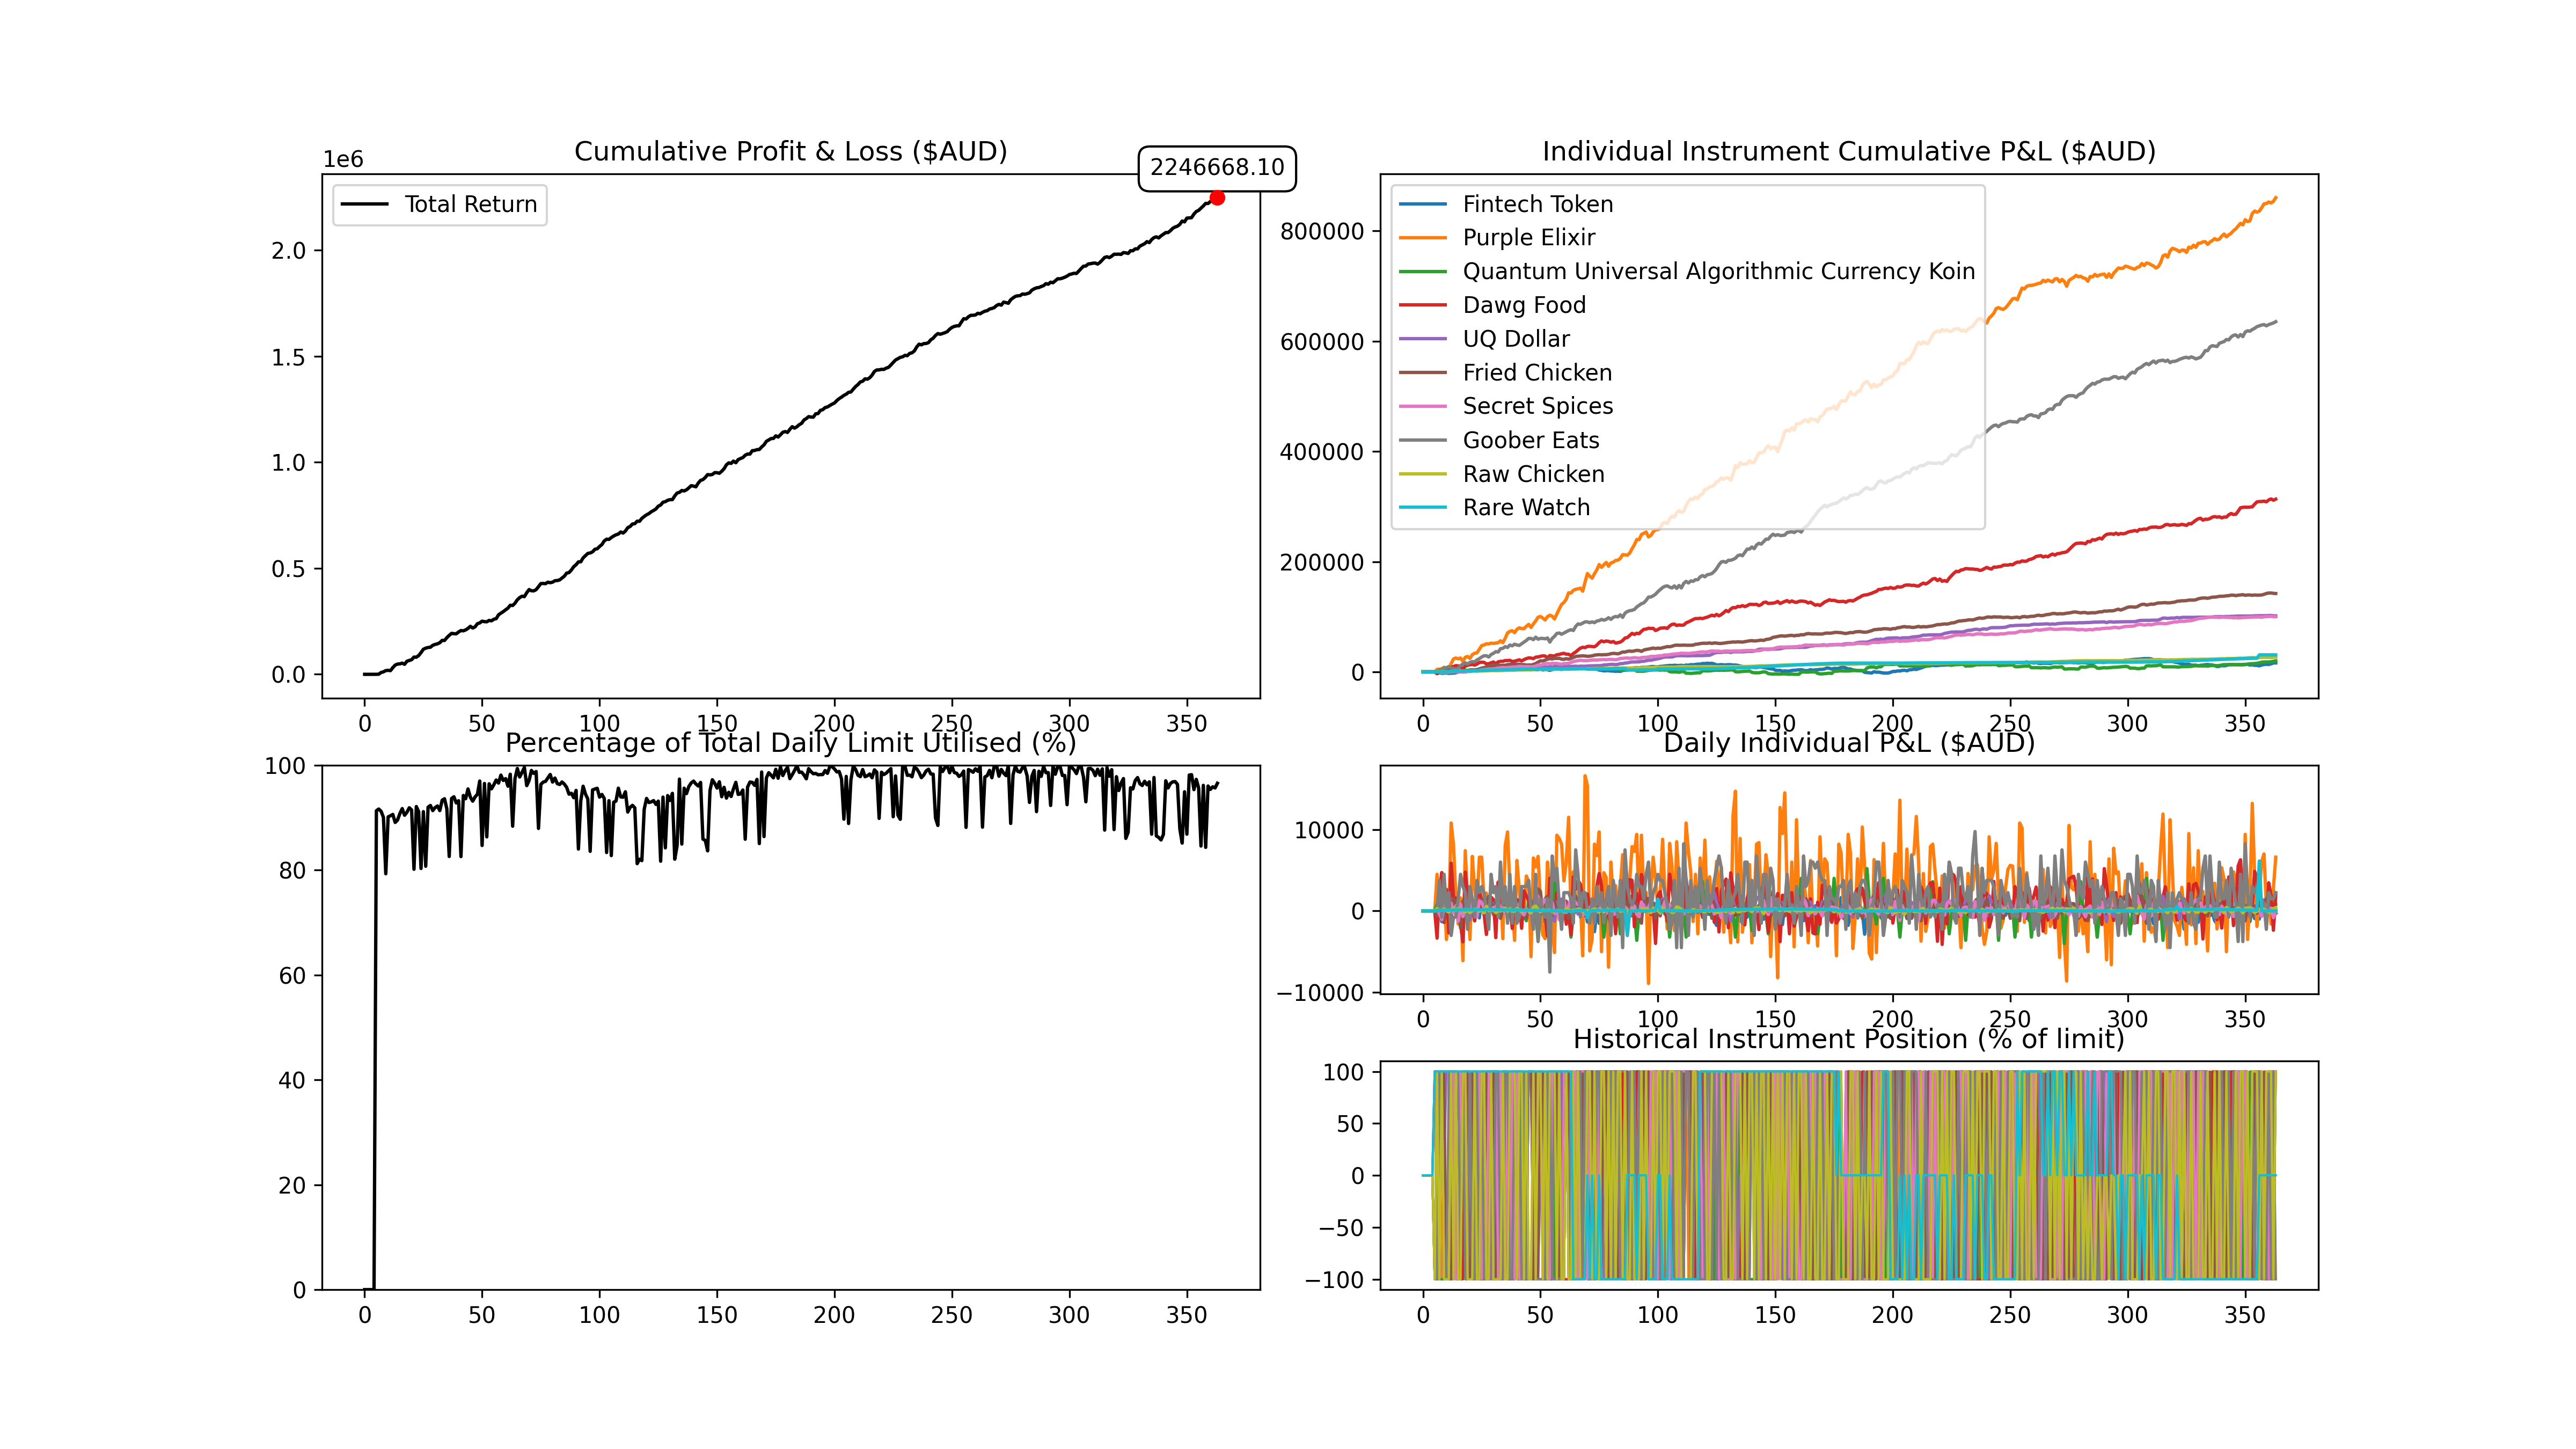 Cumulative Profit & Loss ($AUD)
1e6
2246668.10
Total Return
2.0
1.5
1.0
0.5
0.0
0 50 100 150 200 250 300 350
Individual Instrument Cumulative P&L ($AUD)
Fintech Token
Purple Elixir
Quantum Universal Algorithmic Currency Koin
Dawg Food
UQ Dollar
Fried Chicken
Secret Spices
Goober Eats
Raw Chicken
Rare Watch
800000
600000
400000
200000
0
0 50 100 150 200 250 300 350
Percentage of Total Daily Limit Utilised (%)
100
80
60
40
20
0
0 50 100 150 200 250 300 350
Daily Individual P&L ($AUD)
10000
0
−10000
0 50 100 150 200 250 300 350
Historical Instrument Position (% of limit)
100
50
0
−50
−100
0 50 100 150 200 250 300 350